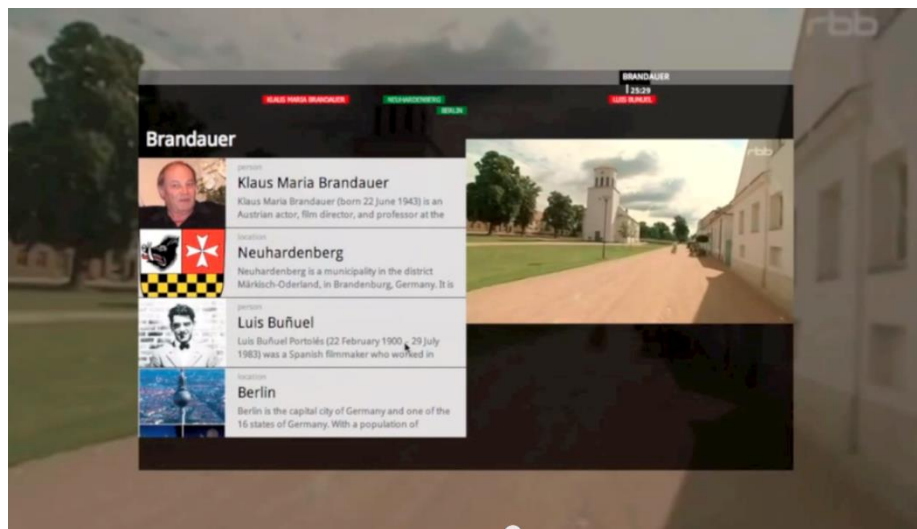 rbb
BRANDAUER
25:29
KLAUS MARIA BRANDAUER
NEUHARDENBERG
LUIS BUÑUEL
BERLIN
Brandauer
rbb
person
Klaus Maria Brandauer
Klaus Maria Brandauer (born 22 June 1943) is an
Austrian actor, film director, and professor at the
location
Neuhardenberg
Neuhardenberg is a municipality in the district
Märkisch-Oderland, in Brandenburg, Germany. It is
person
Luis Buñuel
Luis Buñuel Portolés (22 February 1900 - 29 July
1983) was a Spanish filmmaker who worked in
location
Berlin
Berlin is the capital city of Germany and one of the
16 states of Germany. With a population of